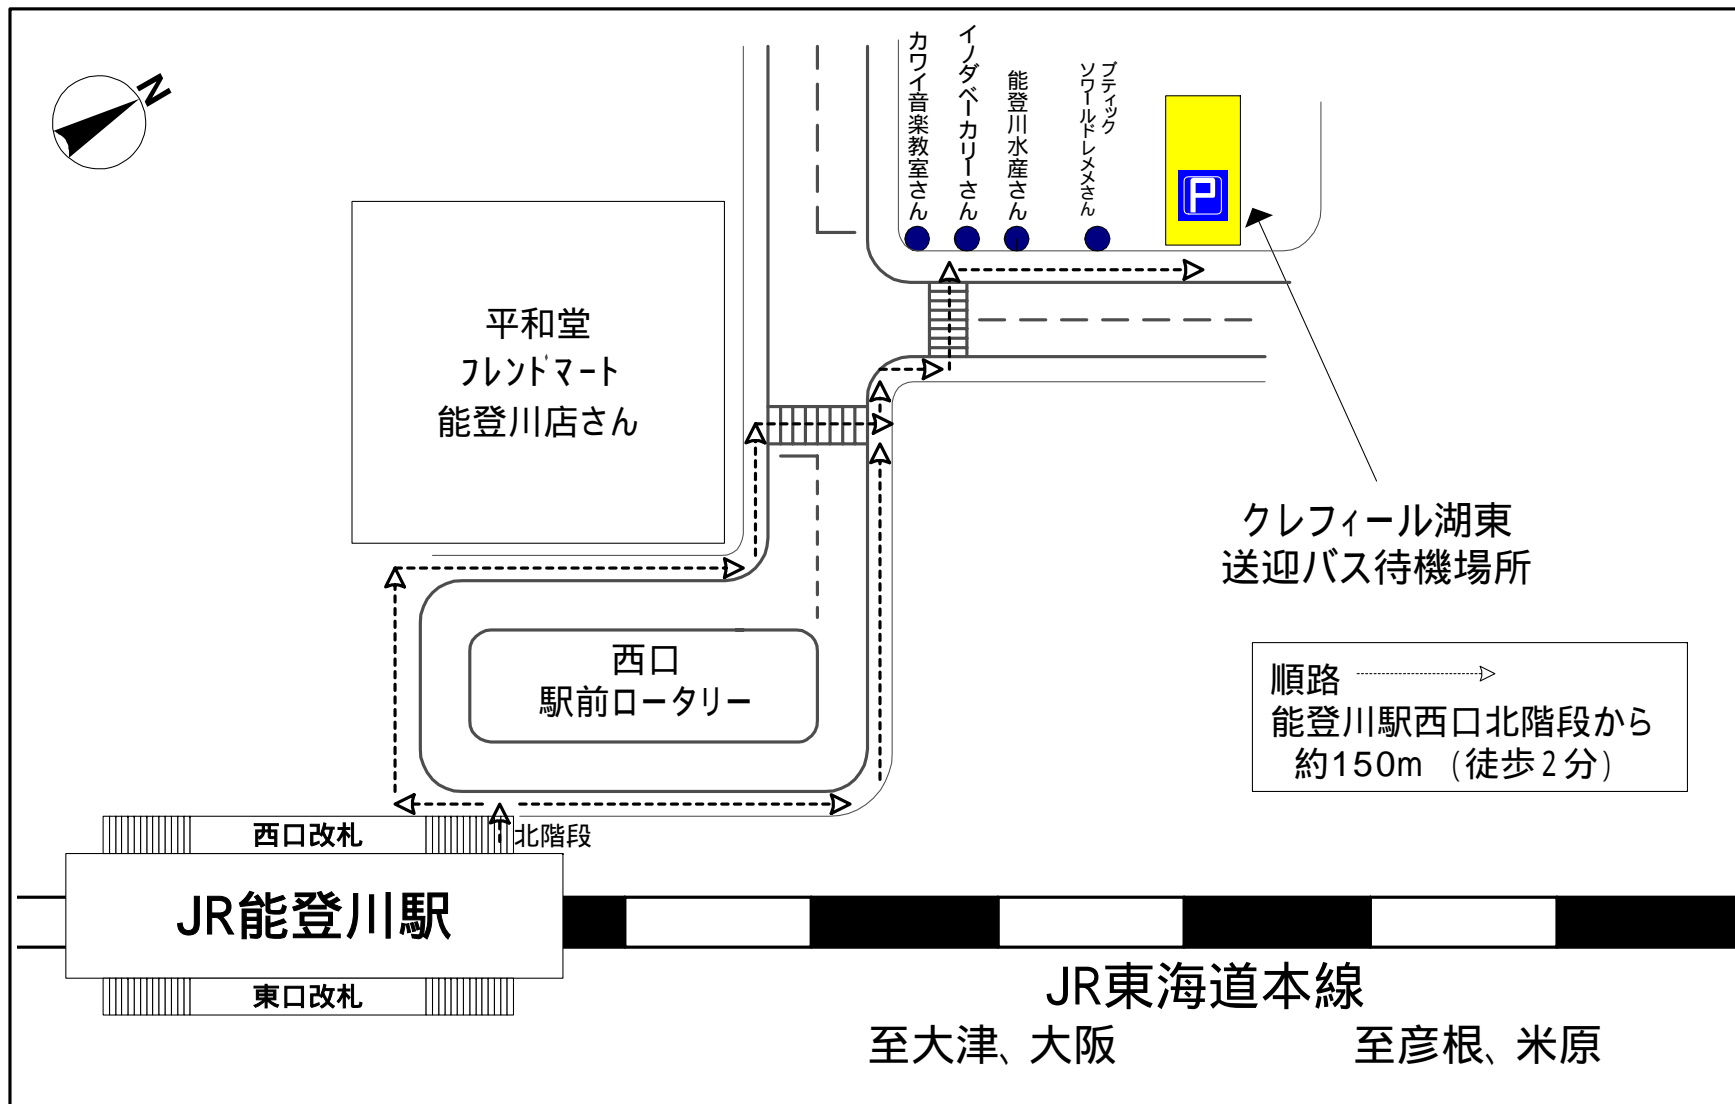 N
カワイ音楽教室さん
イノダベーカリーさん
能登川水産さん
ブティック
ソワールドレメメさん
P
平和堂
フレンドマート
能登川店さん
クレフィール湖東
送迎バス待機場所
西口
駅前ロータリー
順路
能登川駅西口北階段から
約150m （徒歩２分）
西口改札
北階段
JR能登川駅
東口改札
JR東海道本線
至大津、大阪
至彦根、米原